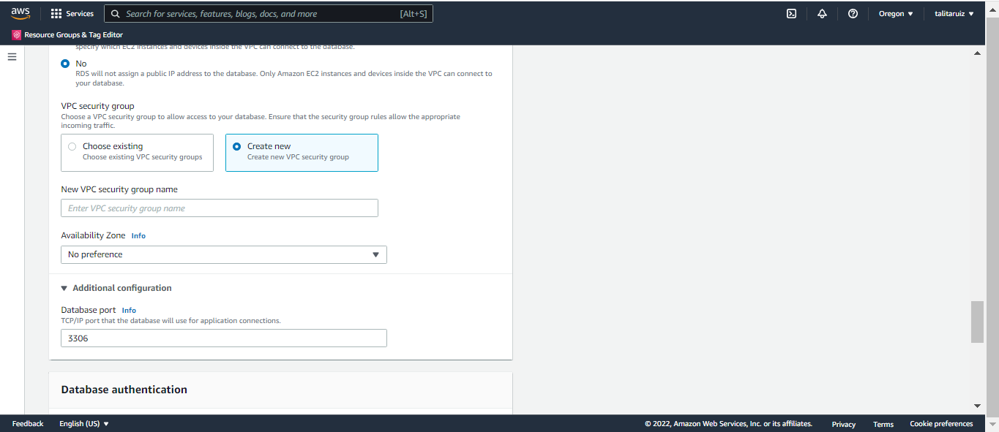 aws
Services
Search for services, features, blogs, docs, and more [Alt+S]
Oregon ▼
talitaruiz ▼
Resource Groups & Tag Editor
specify which EC2 instances and devices inside the VPC can connect to the database.
No
RDS will not assign a public IP address to the database. Only Amazon EC2 instances and devices inside the VPC can connect to
your database.
VPC security group
Choose a VPC security group to allow access to your database. Ensure that the security group rules allow the appropriate
incoming traffic.
Choose existing
Choose existing VPC security groups
Create new
Create new VPC security group
New VPC security group name
Enter VPC security group name
Availability Zone Info
No preference
Additional configuration
Database port Info
TCP/IP port that the database will use for application connections.
3306
Database authentication
Feedback English (US) ▼ © 2022, Amazon Web Services, Inc. or its affiliates. Privacy Terms Cookie preferences